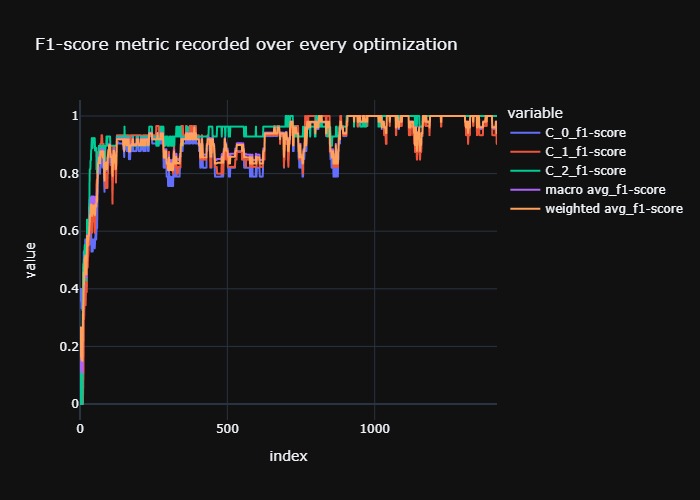 F1-score metric recorded over every optimization
variable
C_0_f1-score
C_1_f1-score
C_2_f1-score
macro avg_f1-score
weighted avg_f1-score
1
0.8
0.6
0.4
0.2
0
value
0 500 1000
index